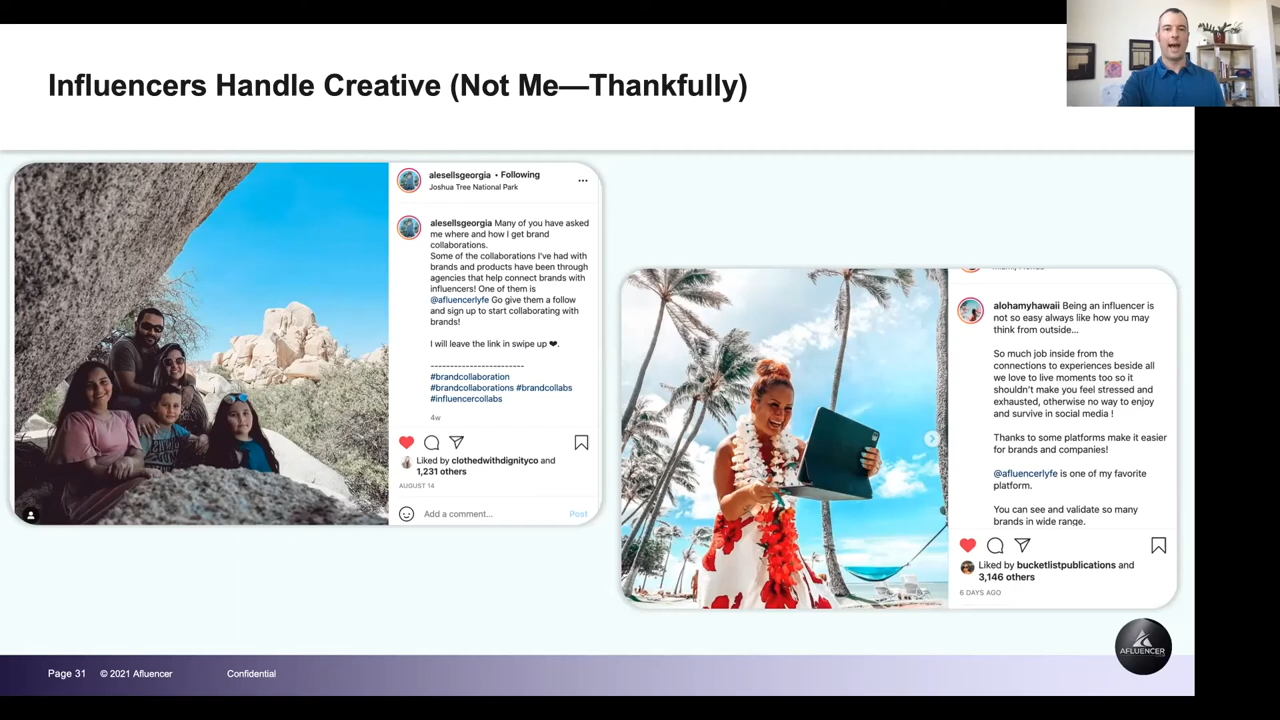 Influencers Handle Creative (Not Me—Thankfully)
alesellsgeorgia • Following
Joshua Tree National Park
alesellsgeorgia Many of you have asked
me where and how I get brand
collaborations.
Some of the collaborations I've had with
brands and products have been through
agencies that help connect brands with
influencers! One of them is
@afluencerlyfe Go give them a follow
and sign up to start collaborating with
brands!
I will leave the link in swipe up ❤.
------------------------
#brandcollaboration
#brandcollaborations #brandcollabs
#influencercollabs
4w
Liked by clothedwithdignityco and
1,231 others
AUGUST 14
Add a comment...
Post
alohamyhawaii Being an influencer is
not so easy always like how you may
think from outside...
So much job inside from the
connections to experiences beside all
we love to live moments too so it
shouldn't make you feel stressed and
exhausted, otherwise no way to enjoy
and survive in social media !
Thanks to some platforms make it easier
for brands and companies!
@afluencerlyfe is one of my favorite
platform.
You can see and validate so many
brands in wide range.
Liked by bucketlistpublications and
3,146 others
6 DAYS AGO
AFLUENCER
Page 31 © 2021 Afluencer Confidential